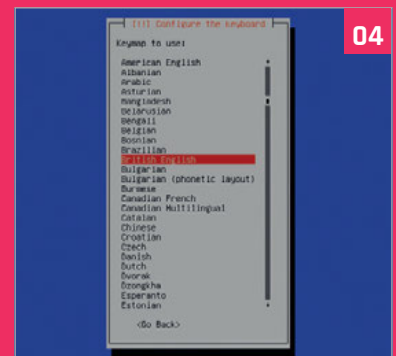 04
[!!] Configure the keyboard
Keymap to use:
American English
Albanian
Arabic
Asturian
Bangladesh
Belarusian
Bengali
Belgian
Bosnian
Brazilian
British English
Bulgarian
Bulgarian (phonetic layout)
Burmese
Canadian French
Canadian Multilingual
Catalan
Chinese
Croatian
Czech
Danish
Dutch
Dvorak
Dzongkha
Esperanto
Estonian
<Go Back>